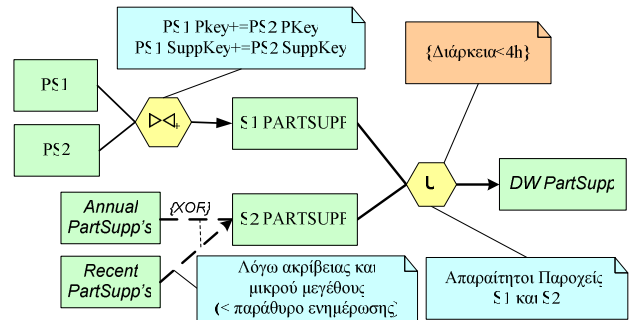 PS1 Pkey+=PS2 PKey
PS1 SuppKey+=PS2 SuppKey
{Διάρκεια<4h}
PS1
PS2
S1 PARTSUPP
U
DW PartSupp
Annual
PartSupp's
{XOR}
S2 PARTSUPP
Recent
PartSupp's
Λόγω ακρίβειας και
μικρού μεγέθους
(< παράθυρο ενημέρωσης)
Απαραίτητοι Παροχείς
S1 και S2